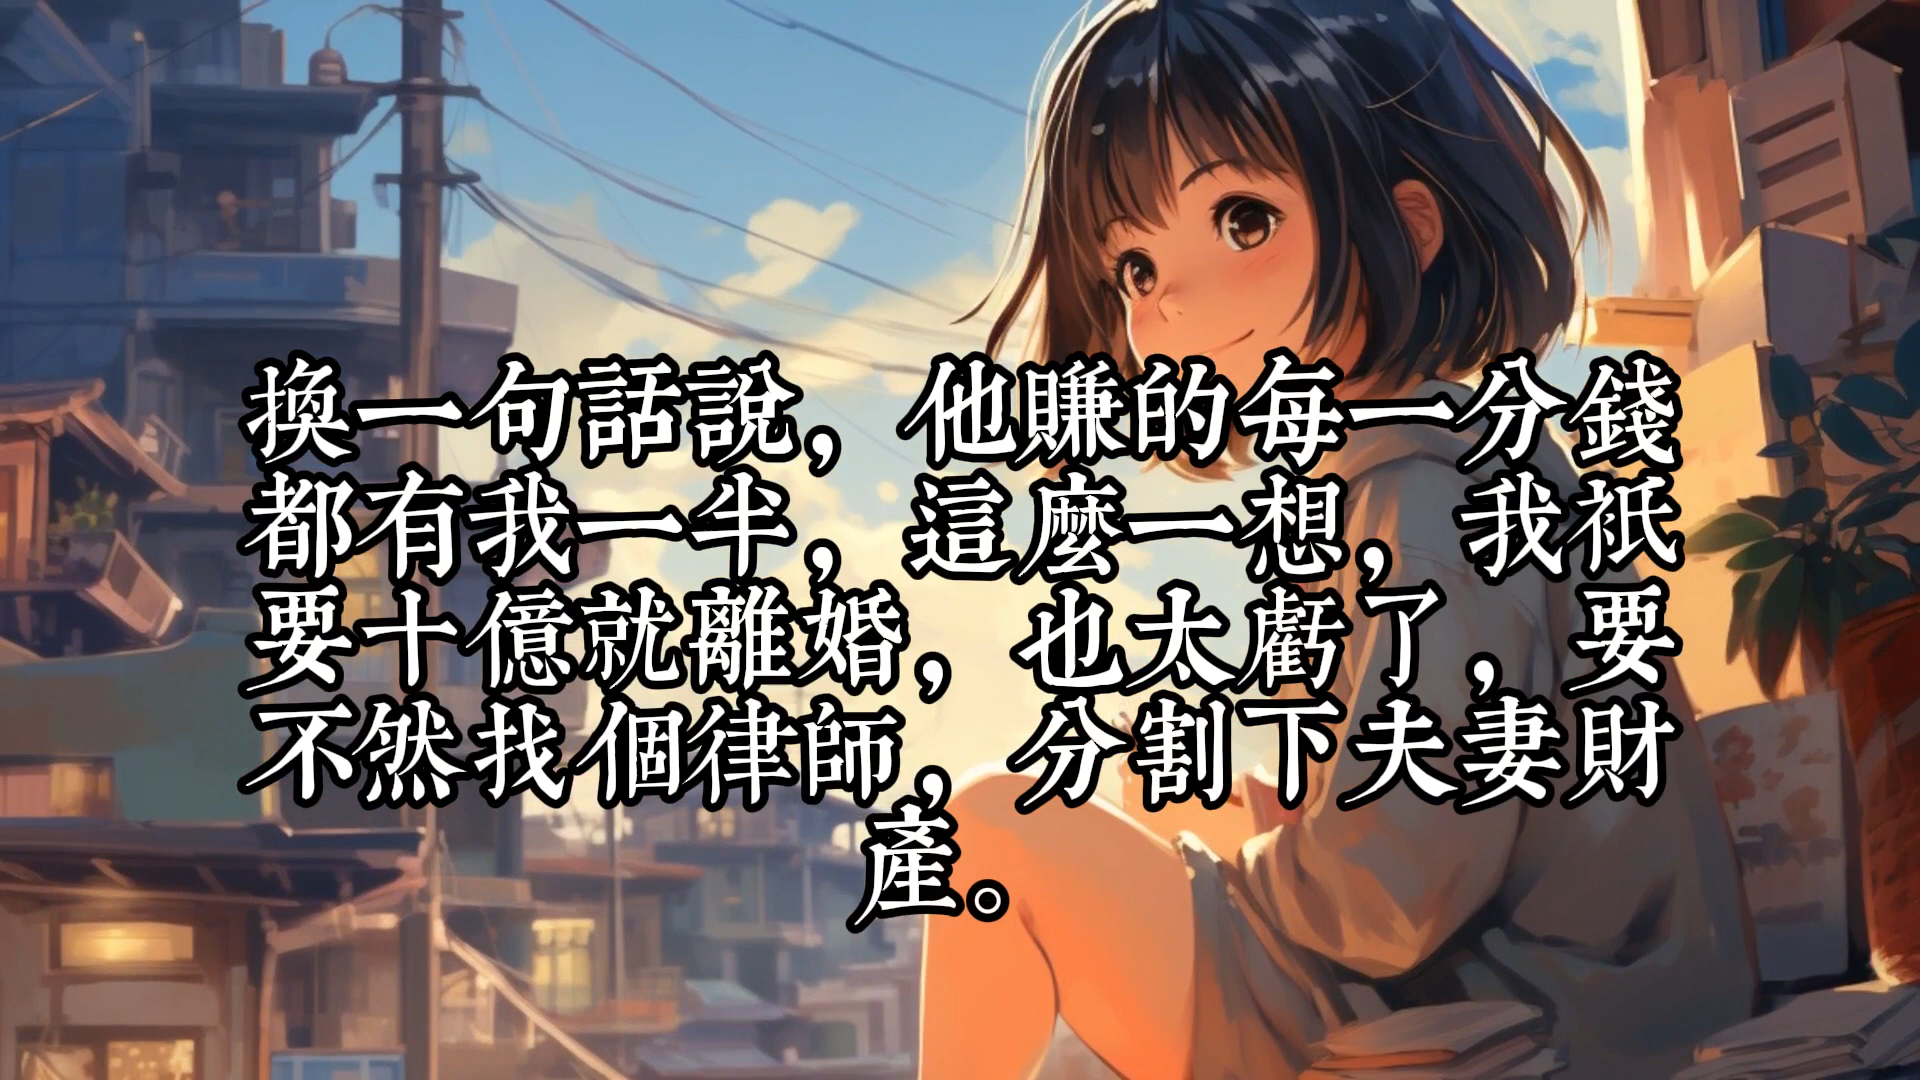 換一句話說，他賺的每一分錢
都有我一半，這麼一想，我祇
要十億就離婚，也太虧了，要
不然找個律師，分割下夫妻財
產。